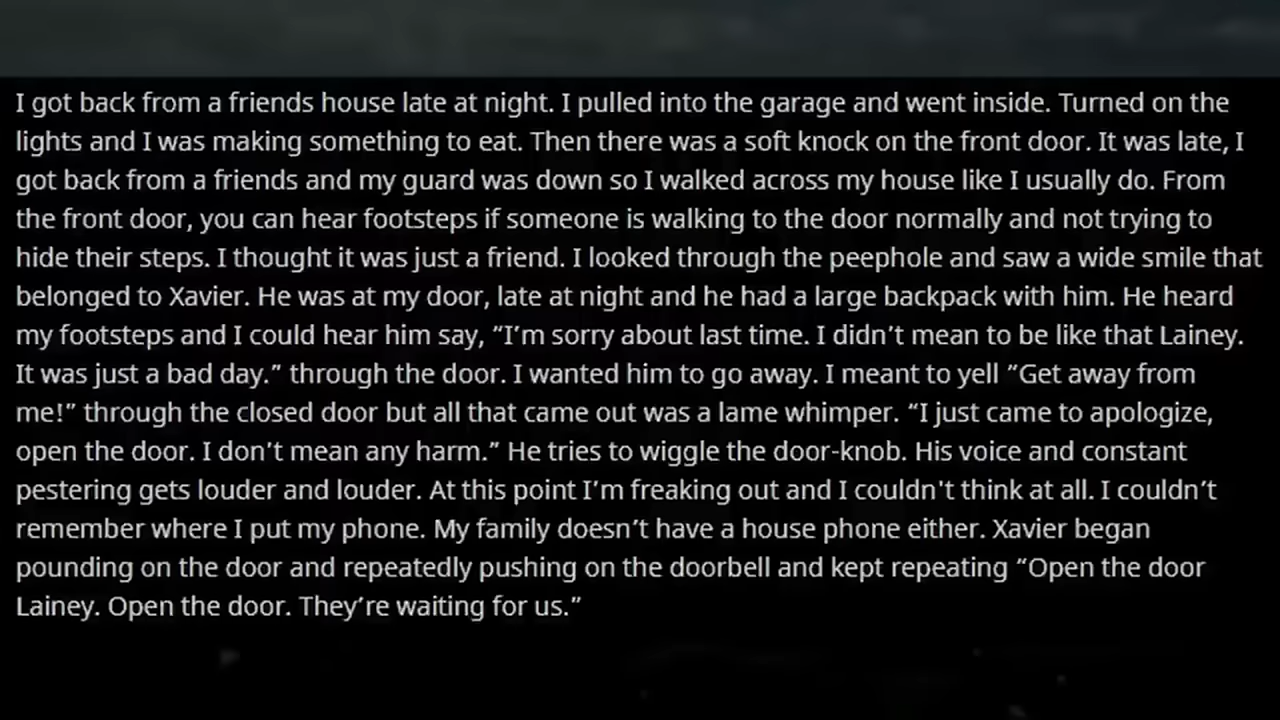 I got back from a friends house late at night. I pulled into the garage and went inside. Turned on the
lights and I was making something to eat. Then there was a soft knock on the front door. It was late, I
got back from a friends and my guard was down so I walked across my house like I usually do. From
the front door, you can hear footsteps if someone is walking to the door normally and not trying to
hide their steps. I thought it was just a friend. I looked through the peephole and saw a wide smile that
belonged to Xavier. He was at my door, late at night and he had a large backpack with him. He heard
my footsteps and I could hear him say, “I’m sorry about last time. I didn’t mean to be like that Lainey.
It was just a bad day.” through the door. I wanted him to go away. I meant to yell “Get away from
me!” through the closed door but all that came out was a lame whimper. “I just came to apologize,
open the door. I don’t mean any harm.” He tries to wiggle the door-knob. His voice and constant
pestering gets louder and louder. At this point I’m freaking out and I couldn't think at all. I couldn’t
remember where I put my phone. My family doesn’t have a house phone either. Xavier began
pounding on the door and repeatedly pushing on the doorbell and kept repeating “Open the door
Lainey. Open the door. They’re waiting for us.”